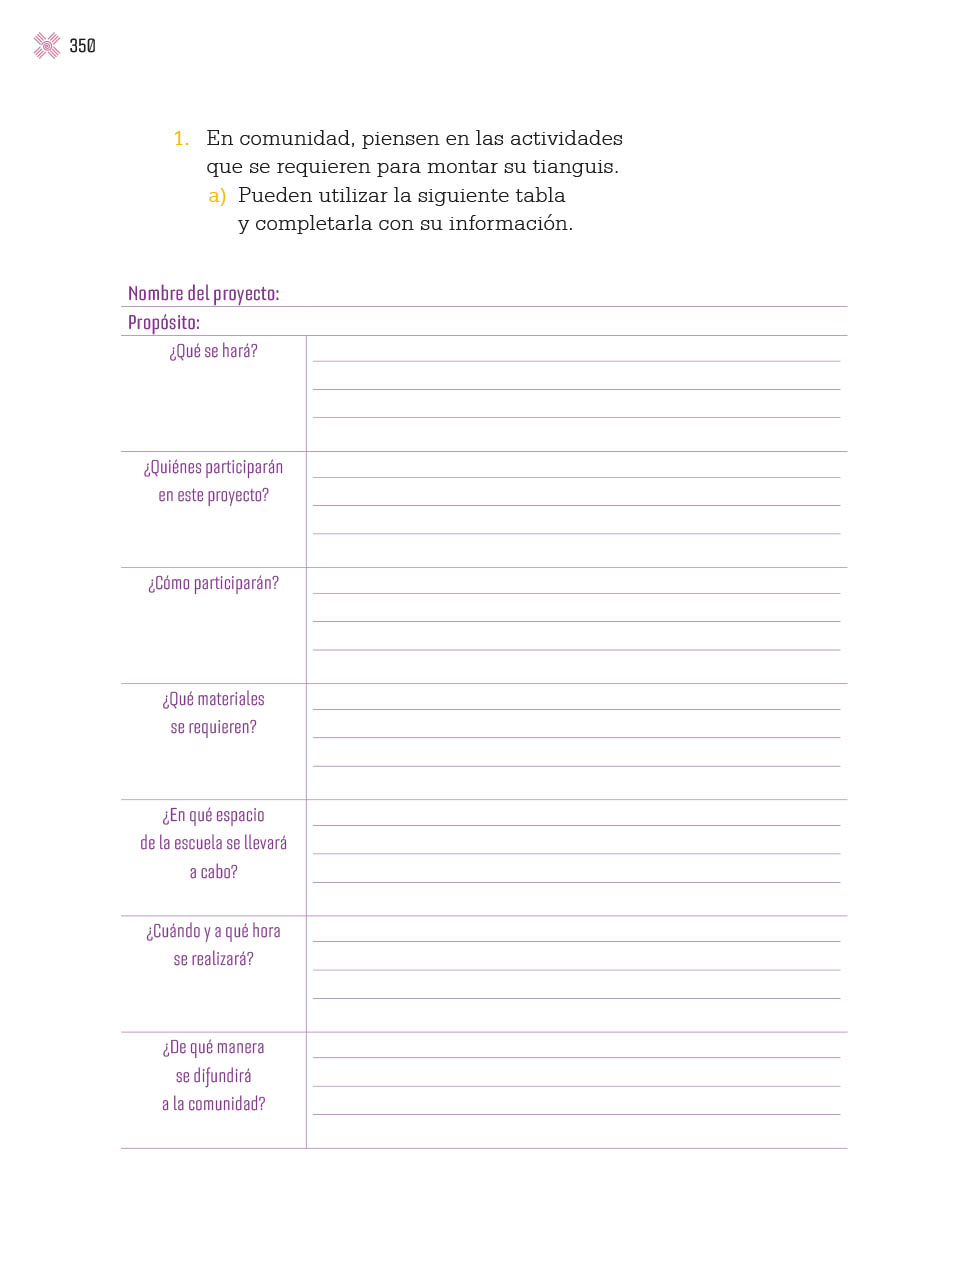 350
1. En comunidad, piensen en las actividades
que se requieren para montar su tianguis.
a) Pueden utilizar la siguiente tabla
y completarla con su información.
Nombre del proyecto:
Propósito:
¿Qué se hará?
¿Quiénes participarán
en este proyecto?
¿Cómo participarán?
¿Qué materiales
se requieren?
¿En qué espacio
de la escuela se llevará
a cabo?
¿Cuándo y a qué hora
se realizará?
¿De qué manera
se difundirá
a la comunidad?